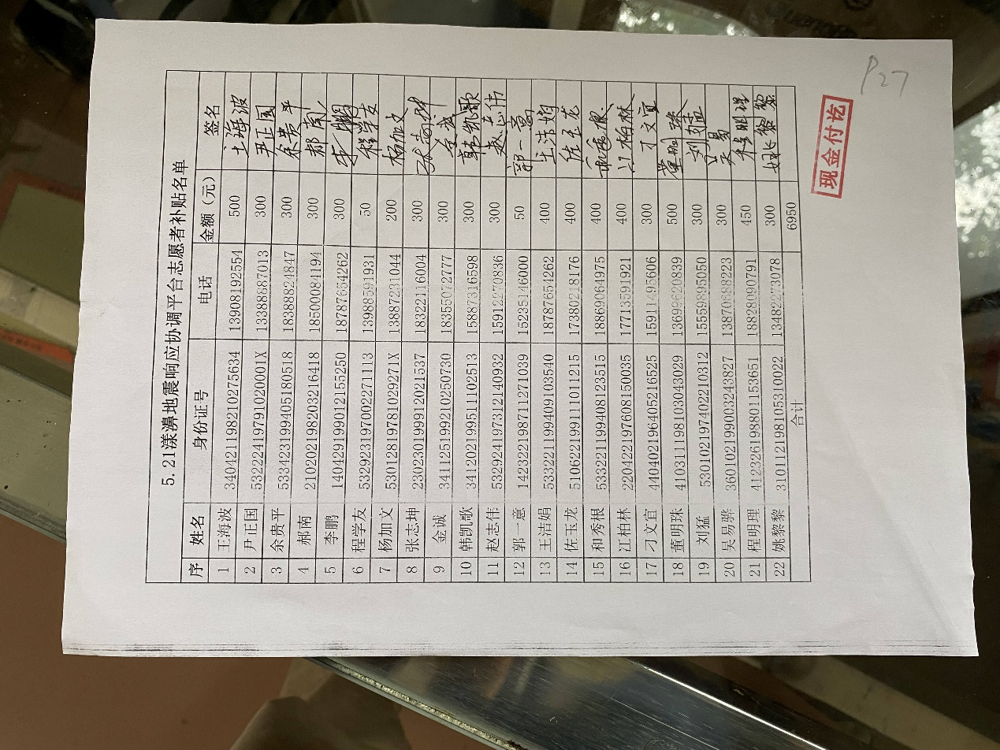 5.21漾濞地震响应协调平台志愿者补贴名单
序 姓名 身份证号 电话 金额（元） 签名
1 王海波 340421198210275634 13908192554 500 王海波
2 尹正国 53222419791020001X 13388887013 300 尹正国
3 余贵平 533423199405180518 18388824847 300 余贵平
4 郝南 210202198203216418 18500084194 300 郝南
5 李鹏 140429199012155250 18787654262 300 李鹏
6 程学友 532923197002271113 13988591931 50 程学友
7 杨加文 53012819781029271X 13887231044 200 杨加文
8 张志坤 230230199912021537 18322116004 300 张志坤
9 金诚 341125199210250730 18355072777 300 金诚
10 韩凯歌 341202199511102513 15887316598 300 韩凯歌
11 赵志伟 532924197312140932 15912270836 300 赵志伟
12 郭一意 142322198711271039 15235146000 50 郭一意
13 王洁娟 533221199409103540 18787654262 400 王洁娟
14 佐玉龙 510622199111011215 17380218176 400 佐玉龙
15 和秀根 533221199408123515 18869064975 400 和秀根
16 江柏林 220422197608150035 17713591921 400 江柏林
17 刁文宜 440402196405216525 15911495606 300 刁文宜
18 董明珠 410311198103043029 13699620839 500 董明珠
19 刘猛 530102197402210312 15559895050 300 刘猛
20 吴易骅 360102199003243827 13870688223 300 吴易
21 程明理 412326198801153651 18828090791 450 程明理
22 姚黎黎 310112198105310022 13482273078 300 姚黎黎
合计 6950
现金付讫
P27